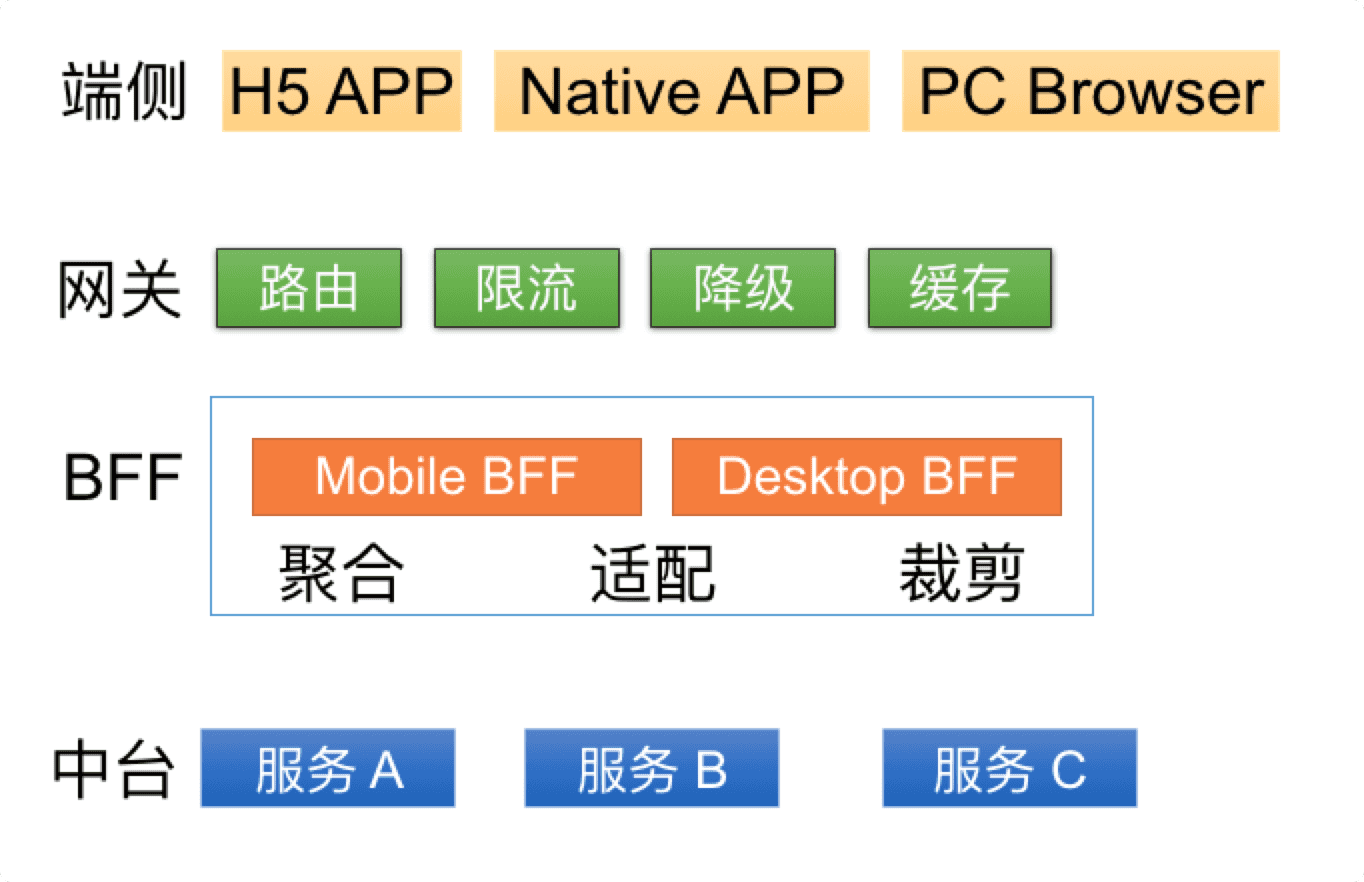 端侧 H5 APP Native APP PC Browser
网关 路由 限流 降级 缓存
BFF Mobile BFF Desktop BFF
聚合 适配 裁剪
中台 服务 A 服务 B 服务 C